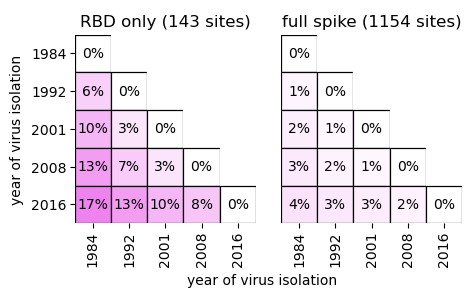 RBD only (143 sites) full spike (1154 sites)
1984 0% 0%
1992 6% 0% 1% 0%
2001 10% 3% 0% 2% 1% 0%
2008 13% 7% 3% 0% 3% 2% 1% 0%
2016 17% 13% 10% 8% 0% 4% 3% 3% 2% 0%
year of virus isolation
1984 1992 2001 2008 2016 1984 1992 2001 2008 2016
year of virus isolation